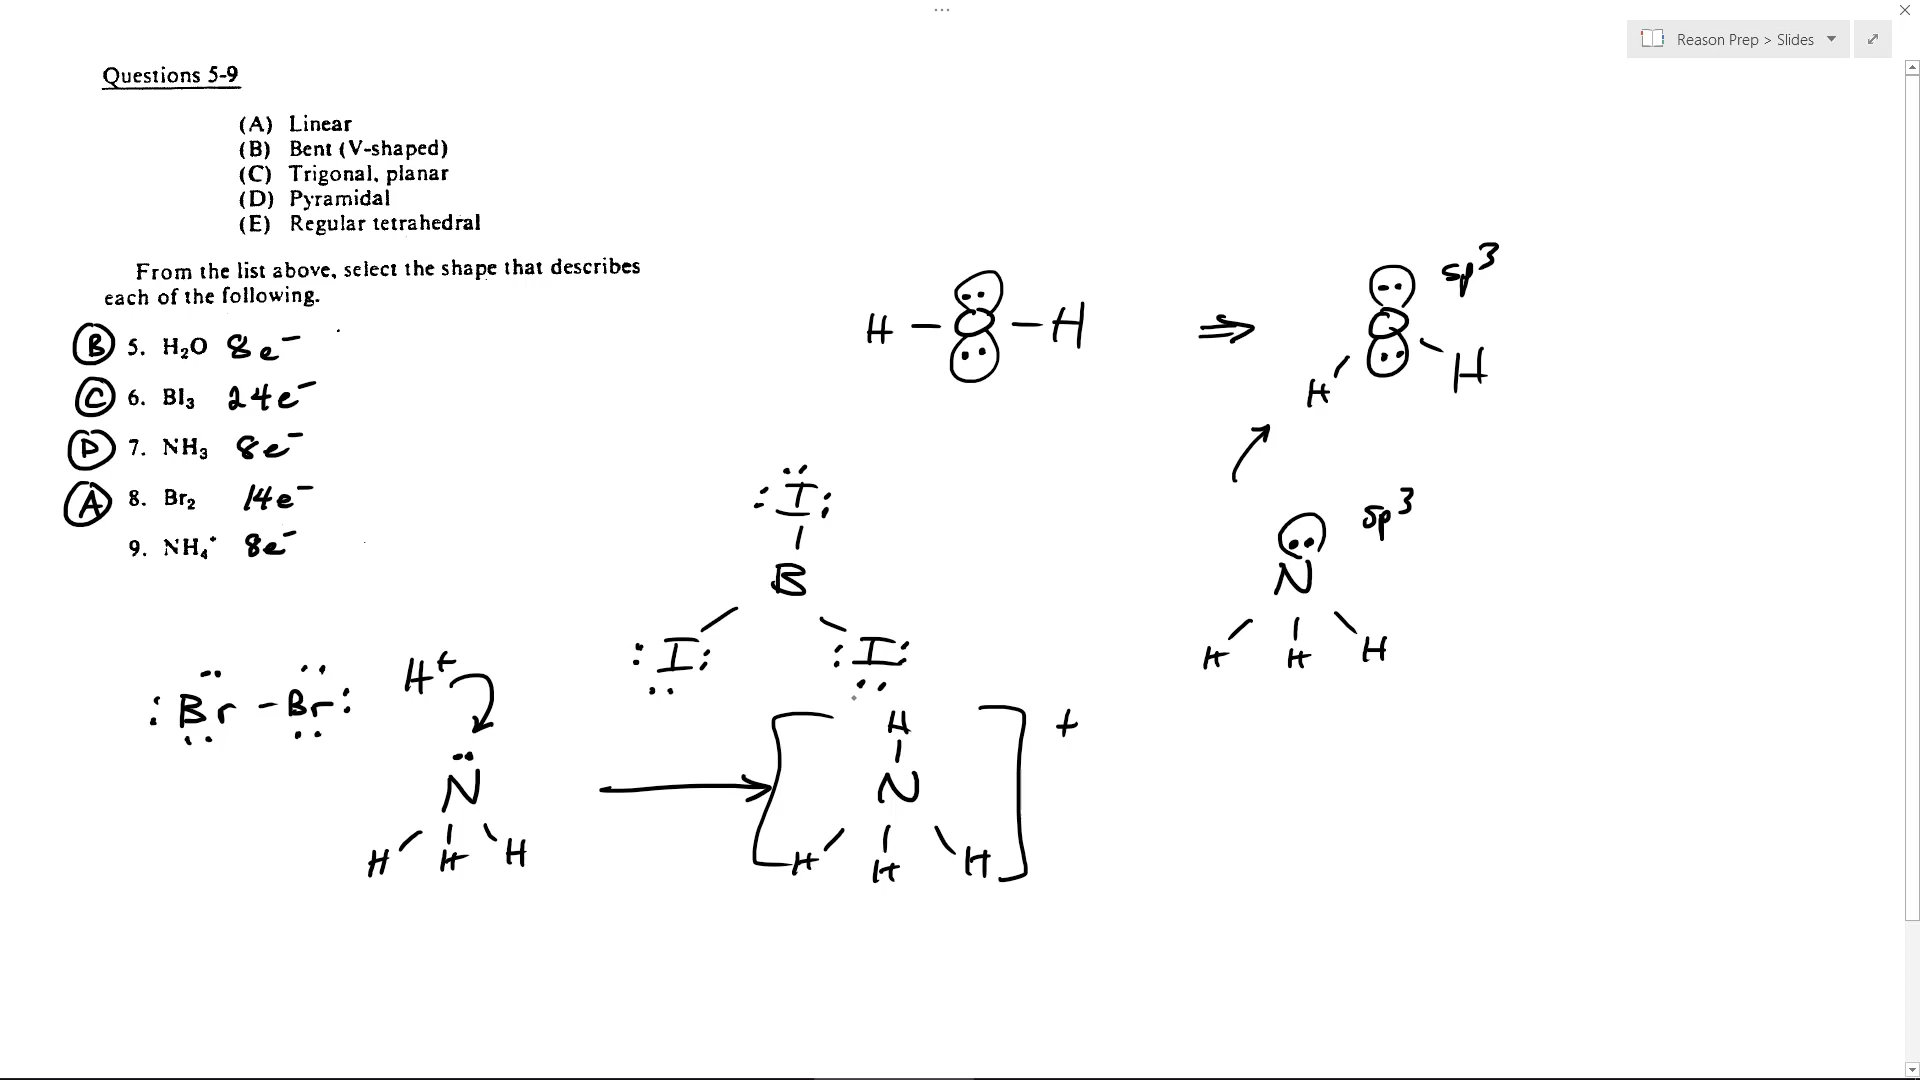 ...
Reason Prep > Slides
Questions 5-9
(A) Linear
(B) Bent (V-shaped)
(C) Trigonal, planar
(D) Pyramidal
(E) Regular tetrahedral
From the list above, select the shape that describes
each of the following.
B 5. H₂O 8e⁻
C 6. BI₃ 24e⁻
D 7. NH₃ 8e⁻
A 8. Br₂ 14e⁻
9. NH₄⁺ 8e⁻
H – O – H ⇒ O sp³
H H
:I:
B
:I: :I:
N sp³
H H H
:Br – Br:
H⁺
N
H H H
→
[ H ] +
N
H H H